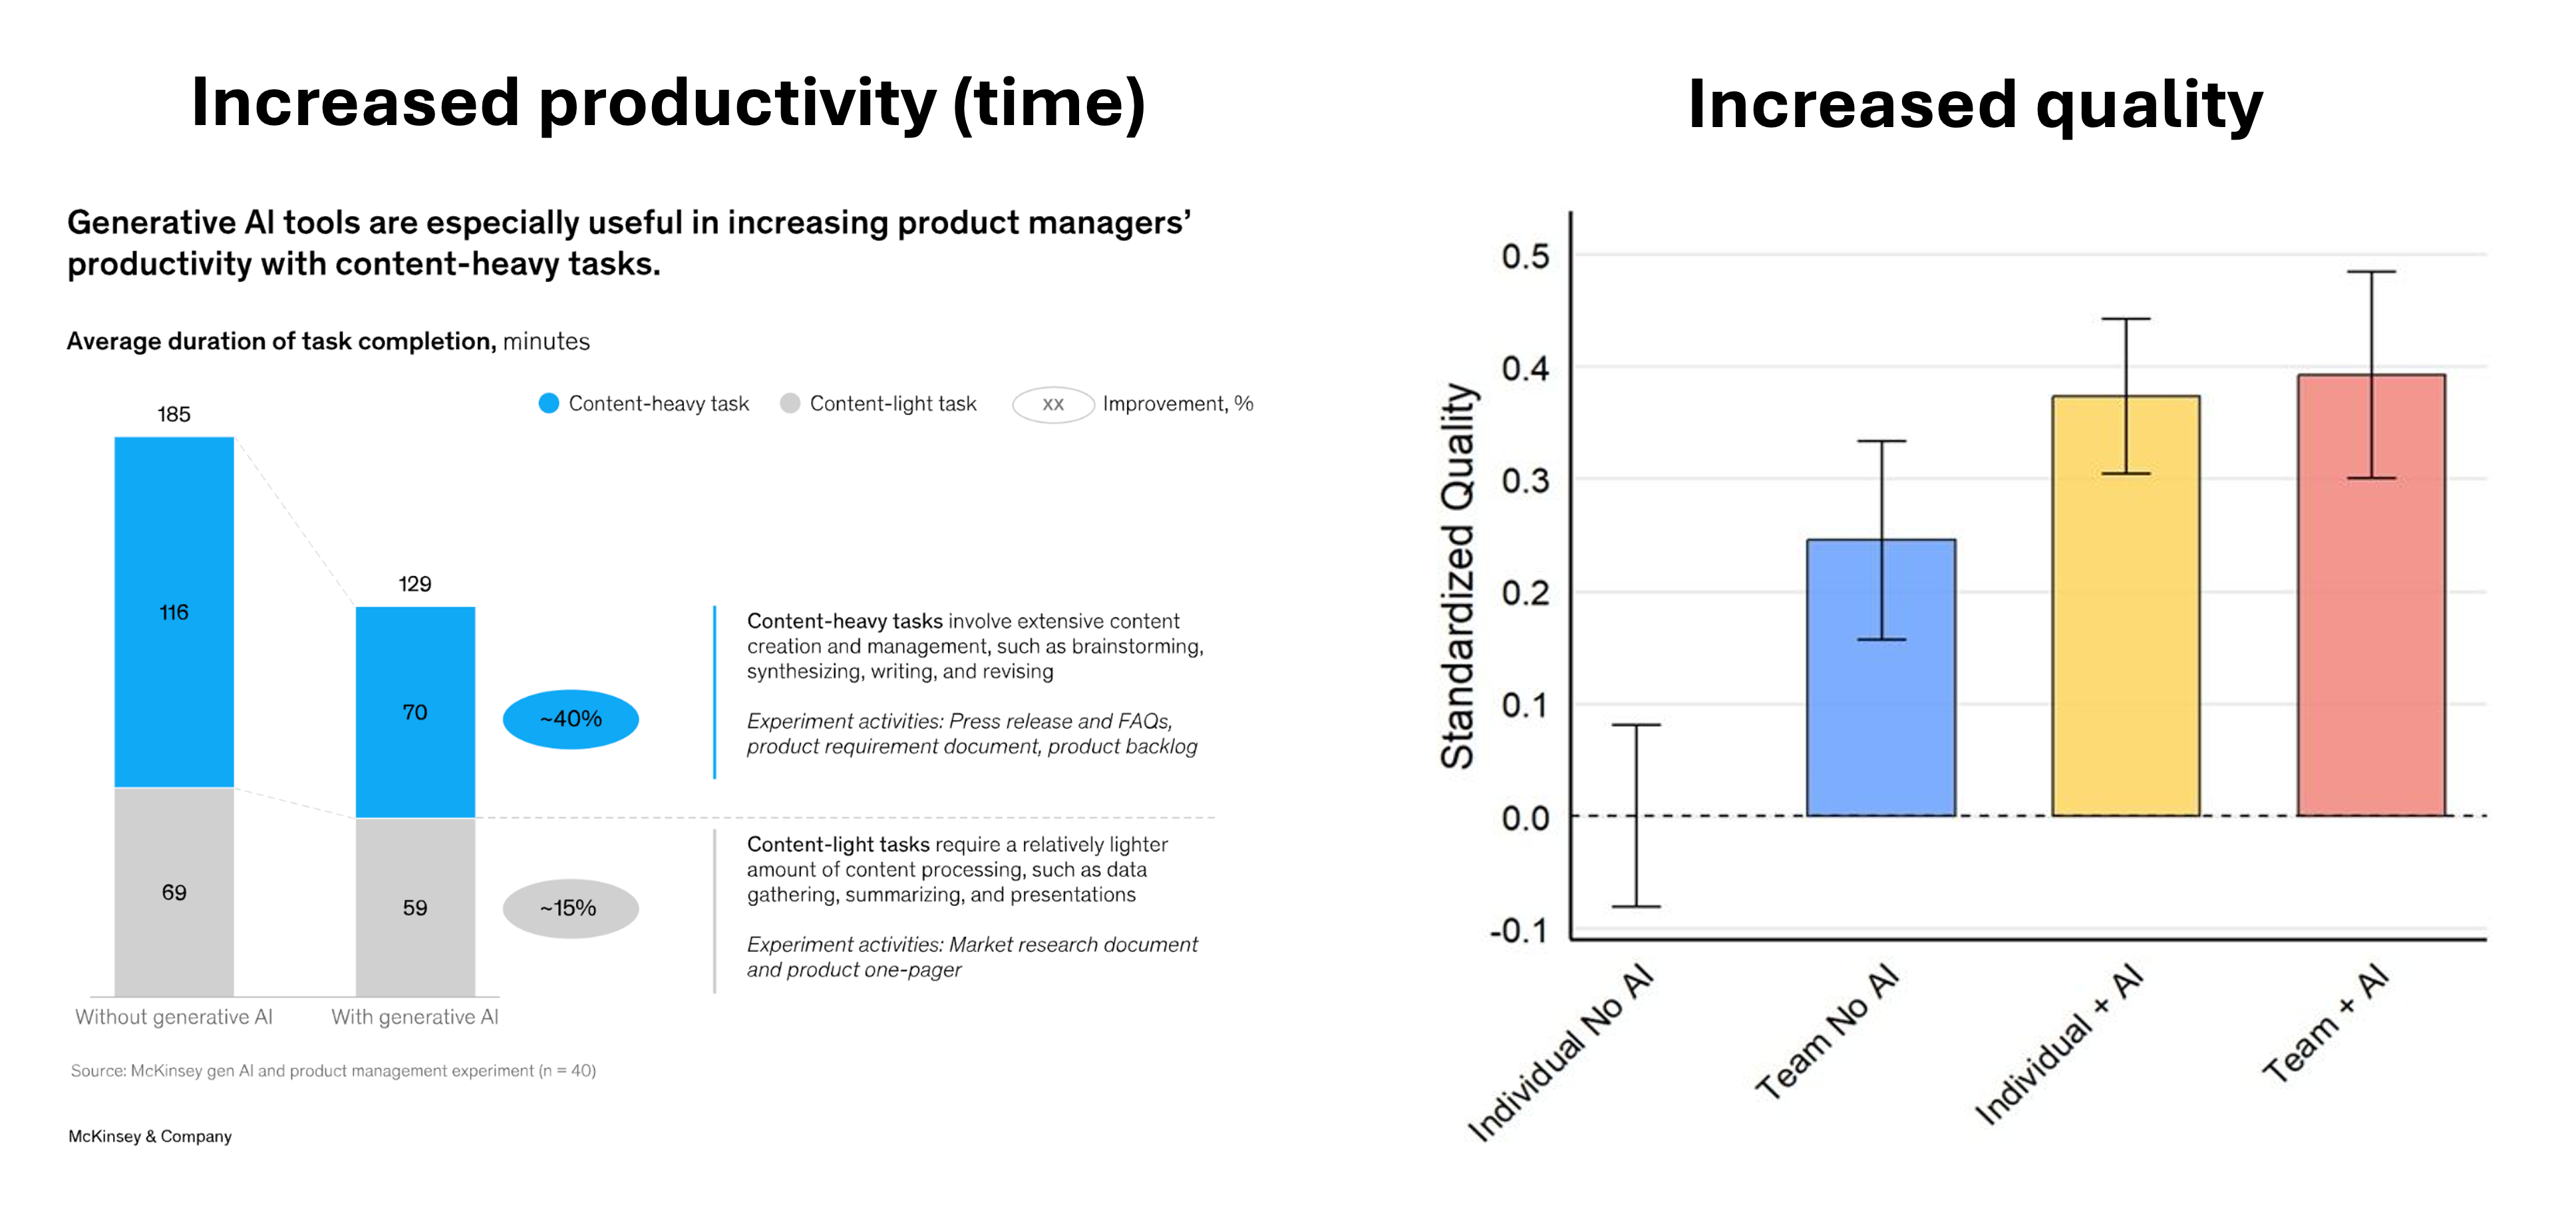 Increased productivity (time)
Generative AI tools are especially useful in increasing product managers’
productivity with content-heavy tasks.
Average duration of task completion, minutes
Content-heavy task
Content-light task
xx
Improvement, %
185
116
69
129
70
59
~40%
~15%
Content-heavy tasks involve extensive content
creation and management, such as brainstorming,
synthesizing, writing, and revising
Experiment activities: Press release and FAQs,
product requirement document, product backlog
Content-light tasks require a relatively lighter
amount of content processing, such as data
gathering, summarizing, and presentations
Experiment activities: Market research document
and product one-pager
Without generative AI
With generative AI
Source: McKinsey gen AI and product management experiment (n = 40)
McKinsey & Company
Increased quality
Standardized Quality
0.5
0.4
0.3
0.2
0.1
0.0
-0.1
Individual No AI
Team No AI
Individual + AI
Team + AI